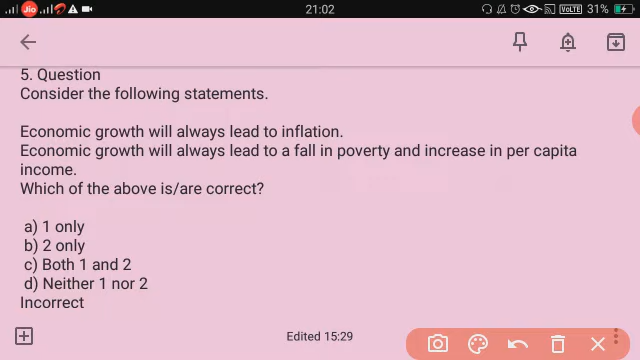 Jio
21:02
VoLTE
31%
5. Question
Consider the following statements.
Economic growth will always lead to inflation.
Economic growth will always lead to a fall in poverty and increase in per capita
income.
Which of the above is/are correct?
a) 1 only
b) 2 only
c) Both 1 and 2
d) Neither 1 nor 2
Incorrect
Edited 15:29